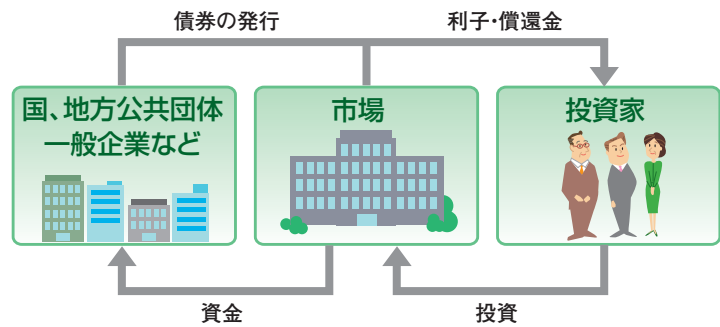 債券の発行
利子・償還金
国、地方公共団体
一般企業など
市場
投資家
資金
投資